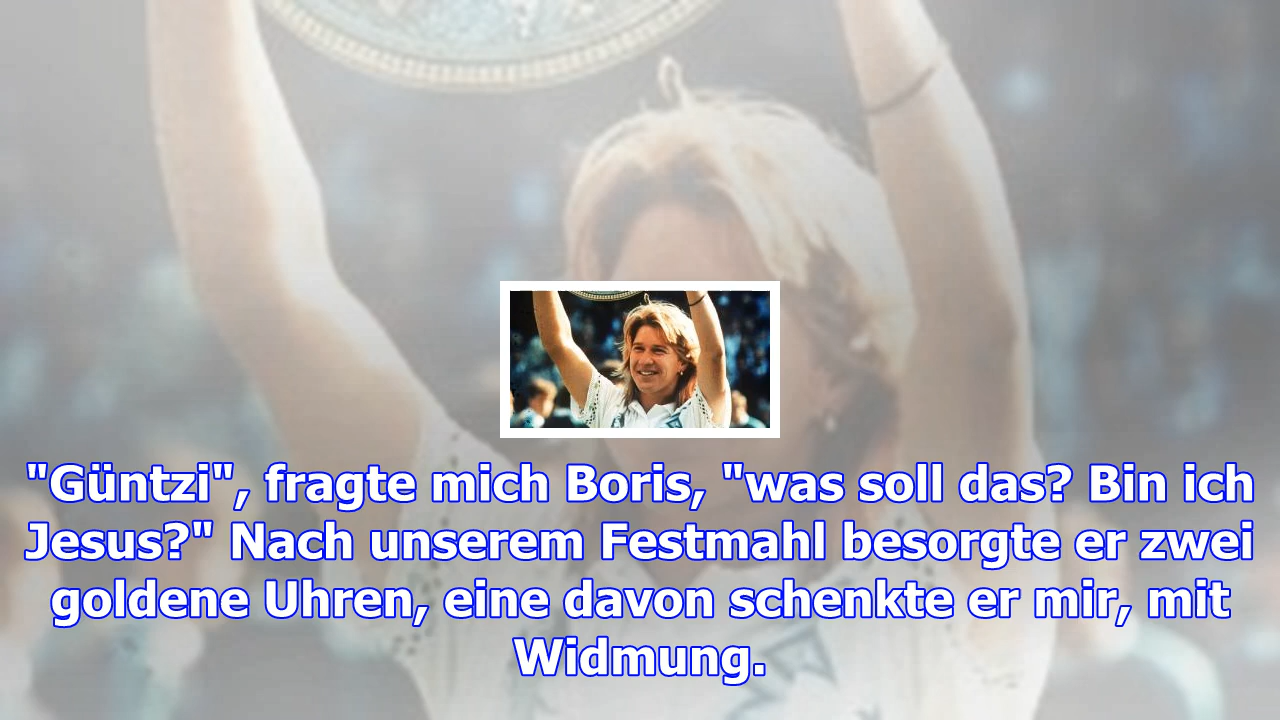 "Güntzi", fragte mich Boris, "was soll das? Bin ich
Jesus?" Nach unserem Festmahl besorgte er zwei
goldene Uhren, eine davon schenkte er mir, mit
Widmung.